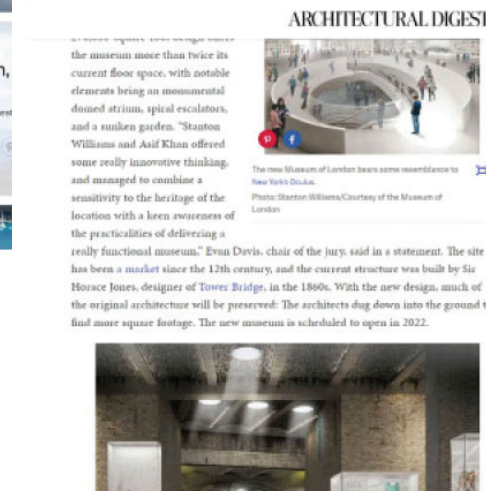 ARCHITECTURAL DIGEST
the museum more than twice its
current floor space, with notable
elements being an monumental
domed atrium, spiral escalators,
and a sunken garden. "Stanton
Williams and Asif Khan offered
some really innovative thinking,
and managed to combine a
sensitivity to the heritage of the
location with a keen awareness of
the practicalities of delivering a
The new Museum of London bears some resemblance to
New York's Oculus.
Photo: Stanton Williams/Courtesy of the Museum of
London
really functional museum," Evan Davis, chair of the jury, said in a statement. The site
has been a market since the 12th century, and the current structure was built by Sir
Horace Jones, designer of Tower Bridge, in the 1860s. With the new design, much of
the original architecture will be preserved: The architects dug down into the ground t
find more square footage. The new museum is scheduled to open in 2022.